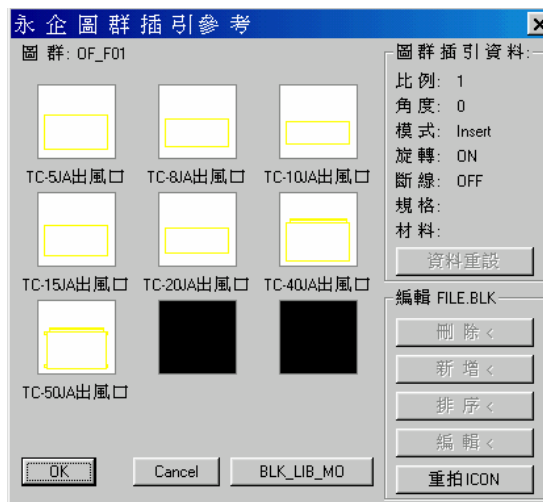 永企圖群插引參考
圖群: OF_F01
TC-5JA出風口 TC-8JA出風口 TC-10JA出風口
TC-15JA出風口 TC-20JA出風口 TC-40JA出風口
TC-50JA出風口
OK Cancel BLK_LIB_MO
圖群插引資料:
比例: 1
角度: 0
模式: Insert
旋轉: ON
斷線: OFF
規格:
材料:
資料重設
編輯 FILE.BLK
刪除<
新增<
排序<
編輯<
重拍ICON